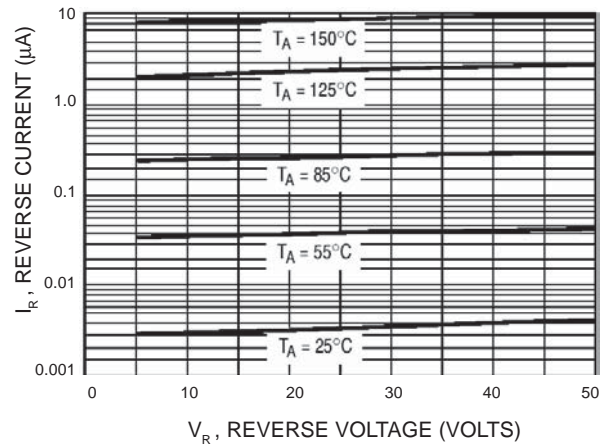 10
T_A = 150°C
1.0
T_A = 125°C
0.1
T_A = 85°C
T_A = 55°C
0.01
T_A = 25°C
0.001
0 10 20 30 40 50
I_R , REVERSE CURRENT (μA)
V_R , REVERSE VOLTAGE (VOLTS)